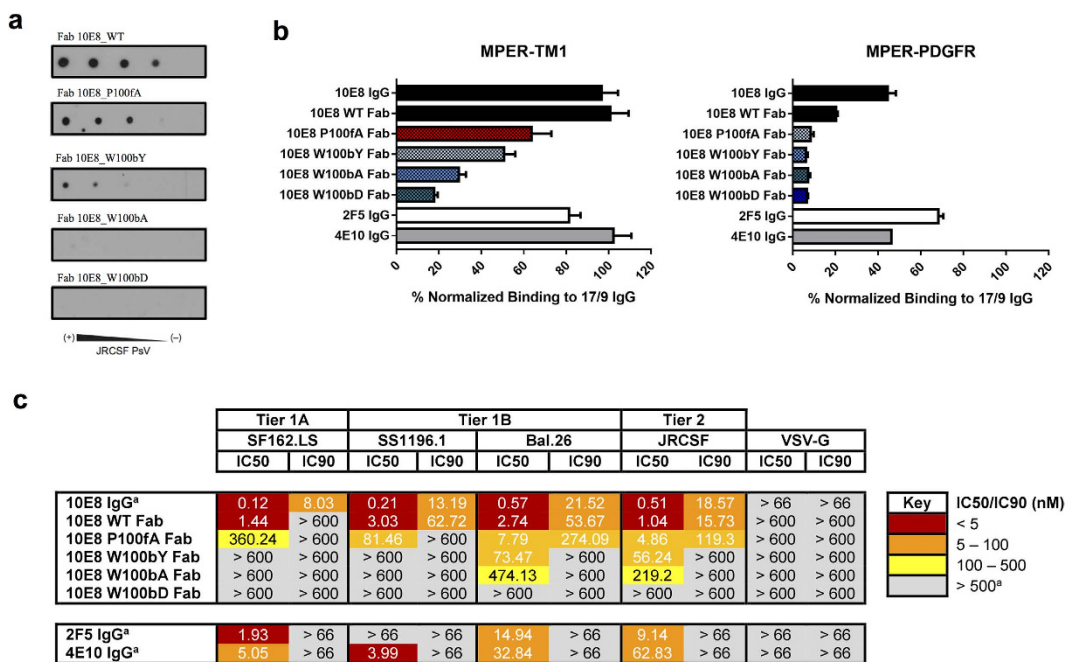 a
Fab 10E8_WT
Fab 10E8_P100fA
Fab 10E8_W100bY
Fab 10E8_W100bA
Fab 10E8_W100bD
(+) (–)
JRCSF PsV
b
MPER-TM1
10E8 IgG
10E8 WT Fab
10E8 P100fA Fab
10E8 W100bY Fab
10E8 W100bA Fab
10E8 W100bD Fab
2F5 IgG
4E10 IgG
0 20 40 60 80 100 120
% Normalized Binding to 17/9 IgG
MPER-PDGFR
10E8 IgG
10E8 WT Fab
10E8 P100fA Fab
10E8 W100bY Fab
10E8 W100bA Fab
10E8 W100bD Fab
2F5 IgG
4E10 IgG
0 20 40 60 80 100 120
% Normalized Binding to 17/9 IgG
c
Tier 1A Tier 1B Tier 2
SF162.LS SS1196.1 Bal.26 JRCSF VSV-G
IC50 IC90 IC50 IC90 IC50 IC90 IC50 IC90 IC50 IC90
10E8 IgGª 0.12 8.03 0.21 13.19 0.57 21.52 0.51 18.57 > 66 > 66
10E8 WT Fab 1.44 > 600 3.03 62.72 2.74 53.67 1.04 15.73 > 600 > 600
10E8 P100fA Fab 360.24 > 600 81.46 > 600 7.79 274.09 4.86 119.3 > 600 > 600
10E8 W100bY Fab > 600 > 600 > 600 > 600 73.47 > 600 56.24 > 600 > 600 > 600
10E8 W100bA Fab > 600 > 600 > 600 > 600 474.13 > 600 219.2 > 600 > 600 > 600
10E8 W100bD Fab > 600 > 600 > 600 > 600 > 600 > 600 > 600 > 600 > 600 > 600
2F5 IgGª 1.93 > 66 > 66 > 66 14.94 > 66 9.14 > 66 > 66 > 66
4E10 IgGª 5.05 > 66 3.99 > 66 32.84 > 66 62.83 > 66 > 66 > 66
Key IC50/IC90 (nM)
< 5
5 – 100
100 – 500
> 500ª